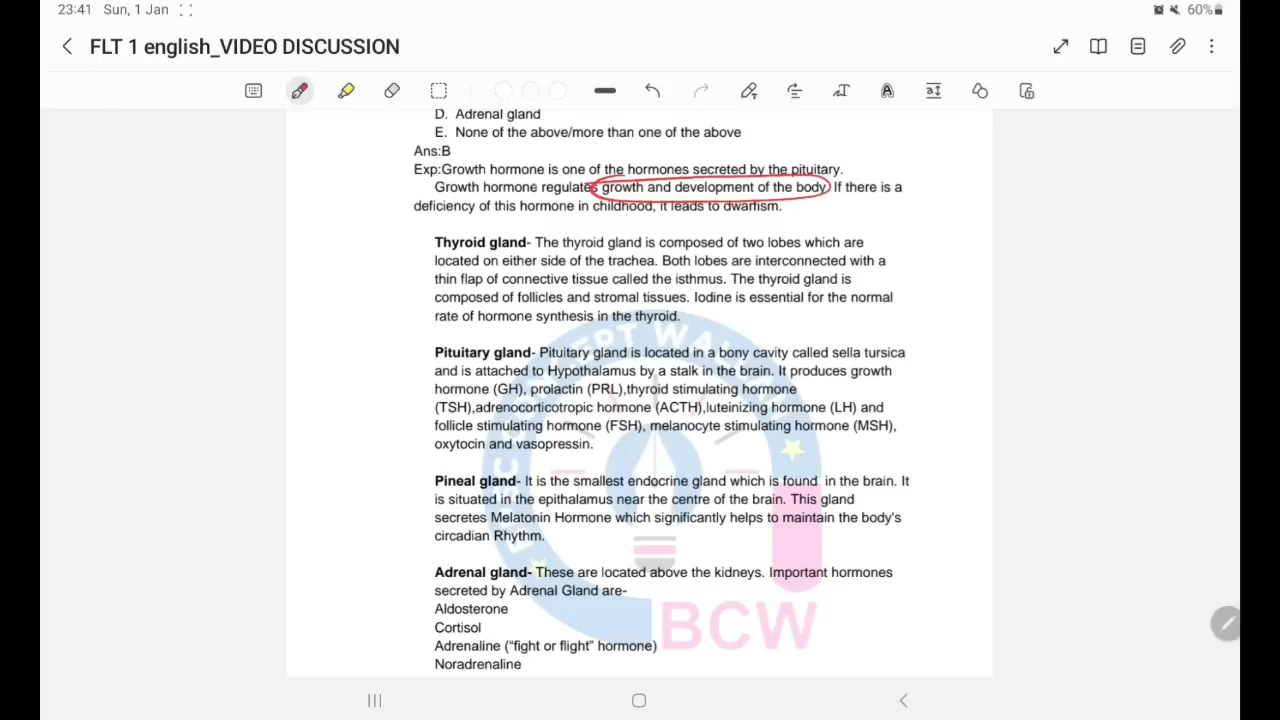 23:41 Sun, 1 Jan
60%
FLT 1 english_VIDEO DISCUSSION
D. Adrenal gland
E. None of the above/more than one of the above
Ans:B
Exp:Growth hormone is one of the hormones secreted by the pituitary.
Growth hormone regulates growth and development of the body. If there is a
deficiency of this hormone in childhood, it leads to dwarfism.
Thyroid gland- The thyroid gland is composed of two lobes which are
located on either side of the trachea. Both lobes are interconnected with a
thin flap of connective tissue called the isthmus. The thyroid gland is
composed of follicles and stromal tissues. Iodine is essential for the normal
rate of hormone synthesis in the thyroid.
Pituitary gland- Pituitary gland is located in a bony cavity called sella tursica
and is attached to Hypothalamus by a stalk in the brain. It produces growth
hormone (GH), prolactin (PRL),thyroid stimulating hormone
(TSH),adrenocorticotropic hormone (ACTH),luteinizing hormone (LH) and
follicle stimulating hormone (FSH), melanocyte stimulating hormone (MSH),
oxytocin and vasopressin.
Pineal gland- It is the smallest endocrine gland which is found in the brain. It
is situated in the epithalamus near the centre of the brain. This gland
secretes Melatonin Hormone which significantly helps to maintain the body's
circadian Rhythm.
Adrenal gland- These are located above the kidneys. Important hormones
secreted by Adrenal Gland are-
Aldosterone
Cortisol
Adrenaline (“fight or flight” hormone)
Noradrenaline
BCW